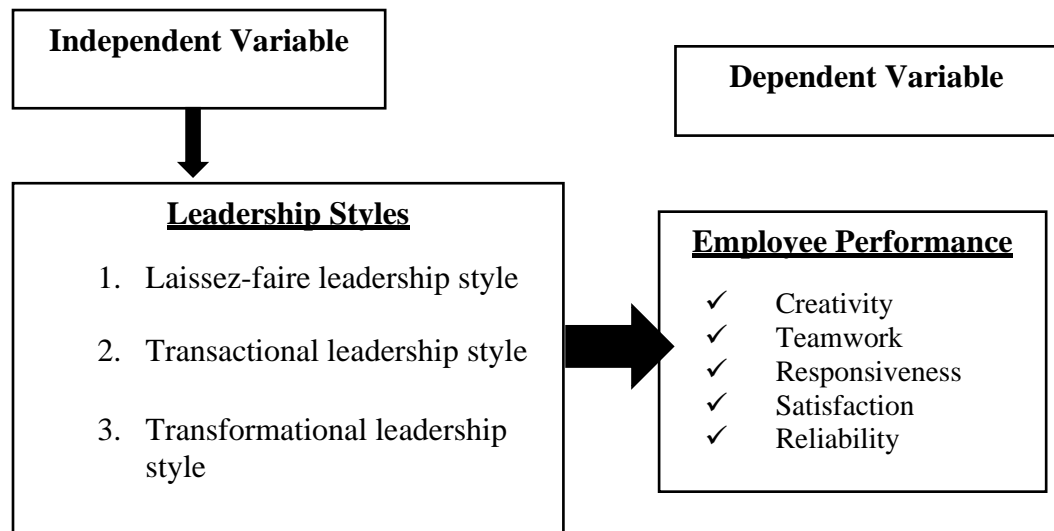 Independent Variable
Dependent Variable
Leadership Styles
1. Laissez-faire leadership style
2. Transactional leadership style
3. Transformational leadership
style
Employee Performance
✓ Creativity
✓ Teamwork
✓ Responsiveness
✓ Satisfaction
✓ Reliability